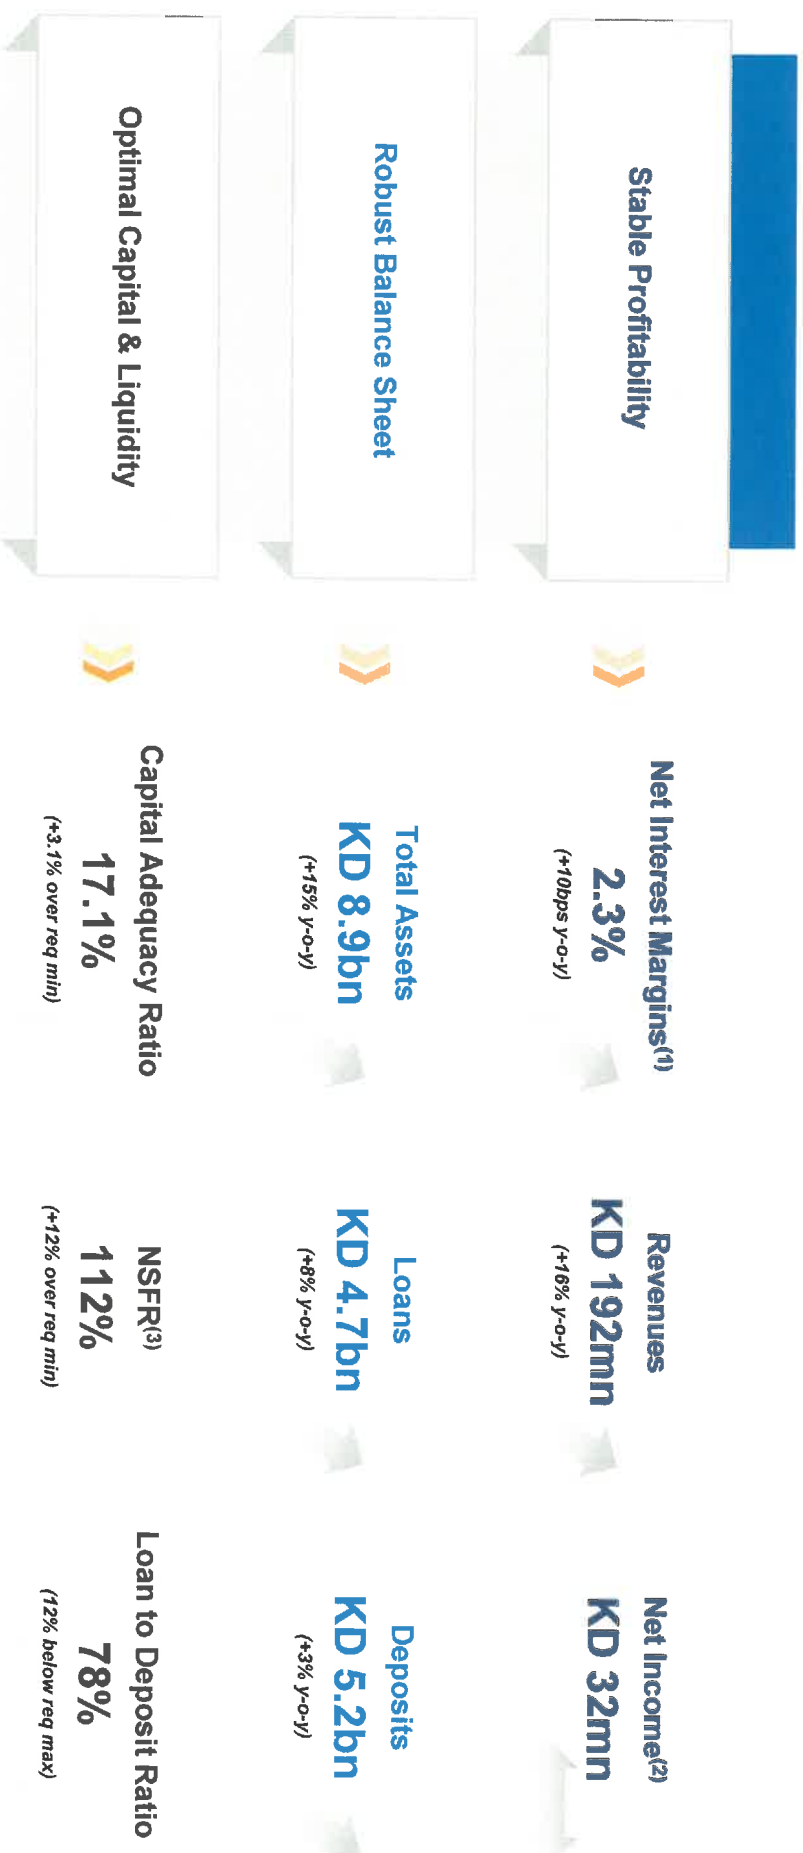 Stable Profitability
Net Interest Margins(1)
2.3%
(+10bps y-o-y)
Revenues
KD 192mn
(+16% y-o-y)
Net Income(2)
KD 32mn
Robust Balance Sheet
Total Assets
KD 8.9bn
(+15% y-o-y)
Loans
KD 4.7bn
(+8% y-o-y)
Deposits
KD 5.2bn
(+3% y-o-y)
Optimal Capital & Liquidity
Capital Adequacy Ratio
17.1%
(+3.1% over req min)
NSFR(3)
112%
(+12% over req min)
Loan to Deposit Ratio
78%
(12% below req max)